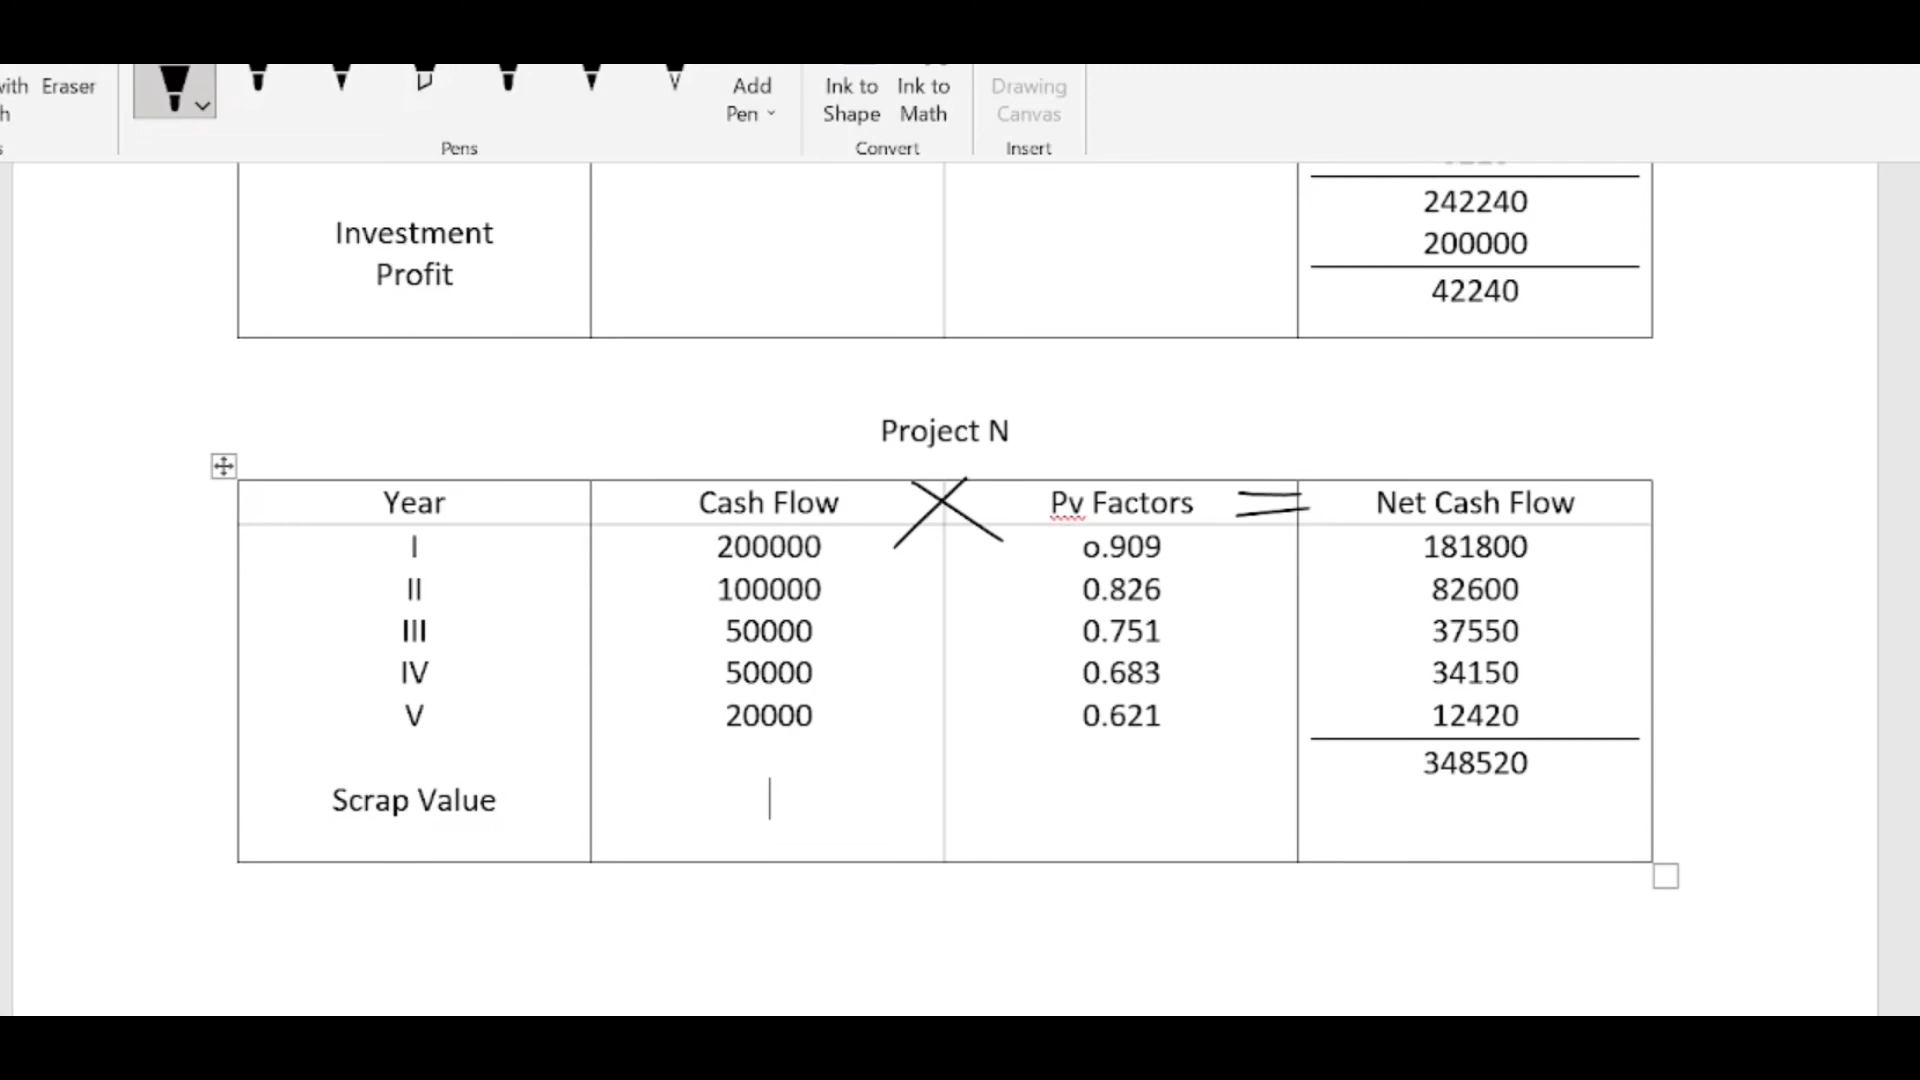 with Eraser
h
Add
Pen
Ink to Ink to
Shape Math
Drawing
Canvas
Pens
Convert
Insert
242240
Investment 200000
Profit 42240
Project N
Year Cash Flow Pv Factors Net Cash Flow
I 200000 o.909 181800
II 100000 0.826 82600
III 50000 0.751 37550
IV 50000 0.683 34150
V 20000 0.621 12420
348520
Scrap Value